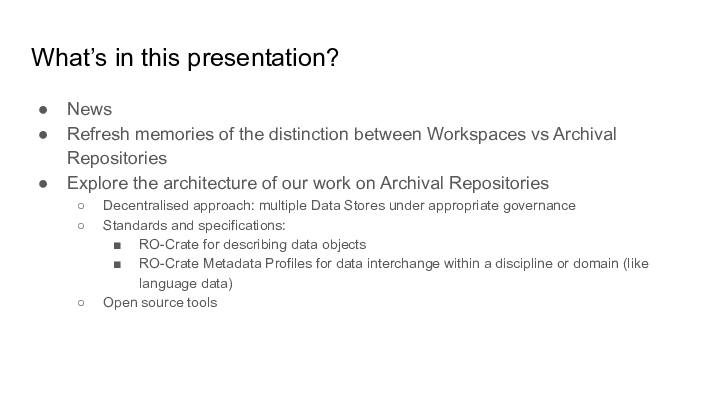 What’s in this presentation?
● News
● Refresh memories of the distinction between Workspaces vs Archival
Repositories
● Explore the architecture of our work on Archival Repositories
○ Decentralised approach: multiple Data Stores under appropriate governance
○ Standards and specifications:
■ RO-Crate for describing data objects
■ RO-Crate Metadata Profiles for data interchange within a discipline or domain (like
language data)
○ Open source tools